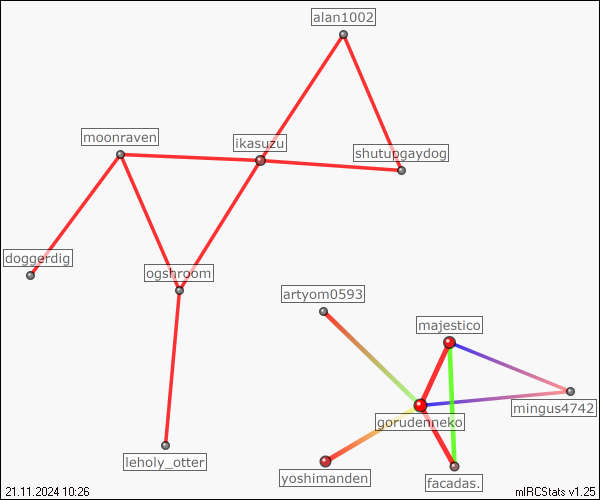 alan1002
moonraven
ikasuzu
shutupgaydog
doggerdig
ogshroom
artyom0593
majestico
mingus4742
gorudenneko
leholy_otter
yoshimanden
facadas.
21.11.2024 10:26
mIRCStats v1.25